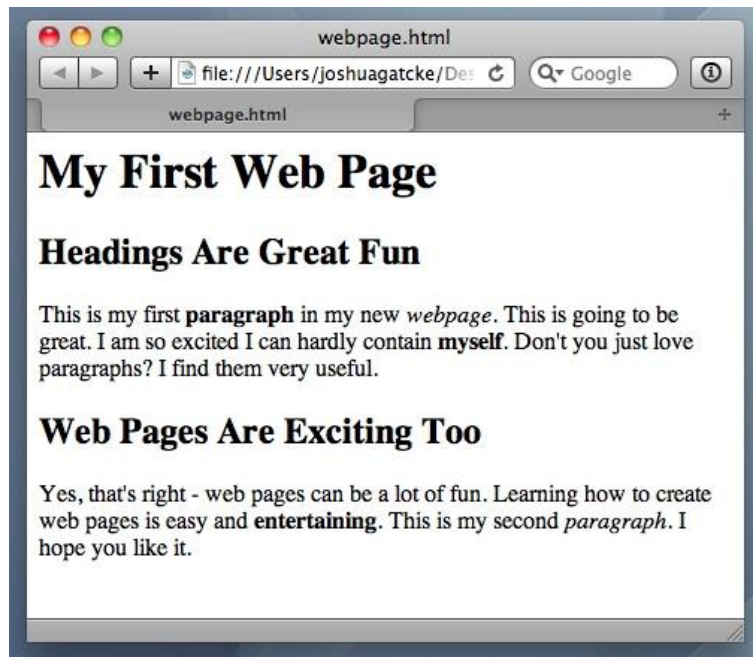 webpage.html
file:///Users/joshuagatcke/Des
Google
webpage.html
My First Web Page
Headings Are Great Fun
This is my first paragraph in my new webpage. This is going to be
great. I am so excited I can hardly contain myself. Don't you just love
paragraphs? I find them very useful.
Web Pages Are Exciting Too
Yes, that's right - web pages can be a lot of fun. Learning how to create
web pages is easy and entertaining. This is my second paragraph. I
hope you like it.